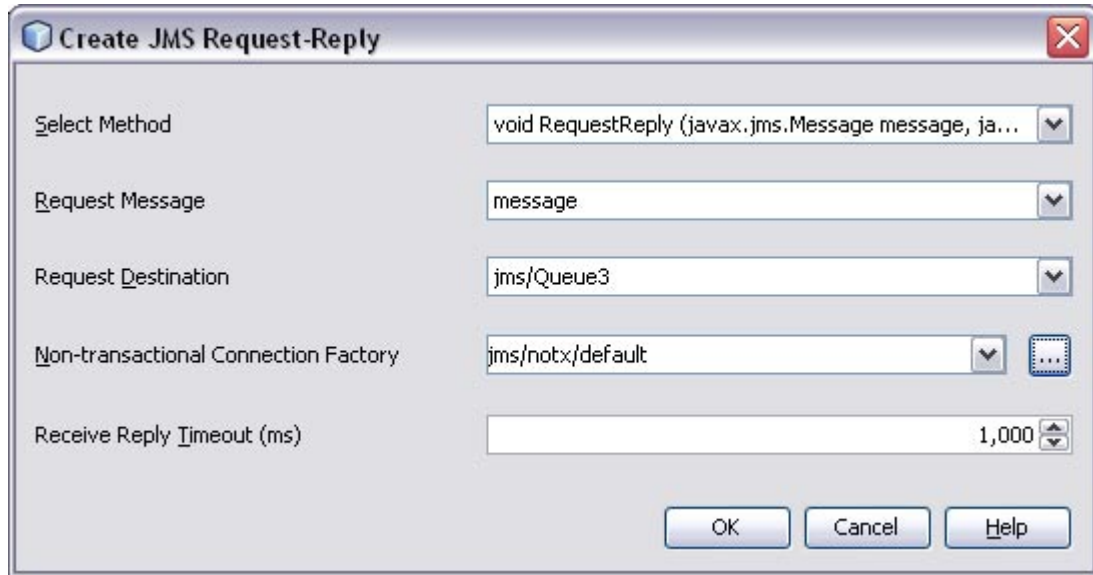 Create JMS Request-Reply
Select Method void RequestReply (javax.jms.Message message, ja...
Request Message message
Request Destination jms/Queue3
Non-transactional Connection Factory jms/notx/default ...
Receive Reply Timeout (ms) 1,000
OK Cancel Help